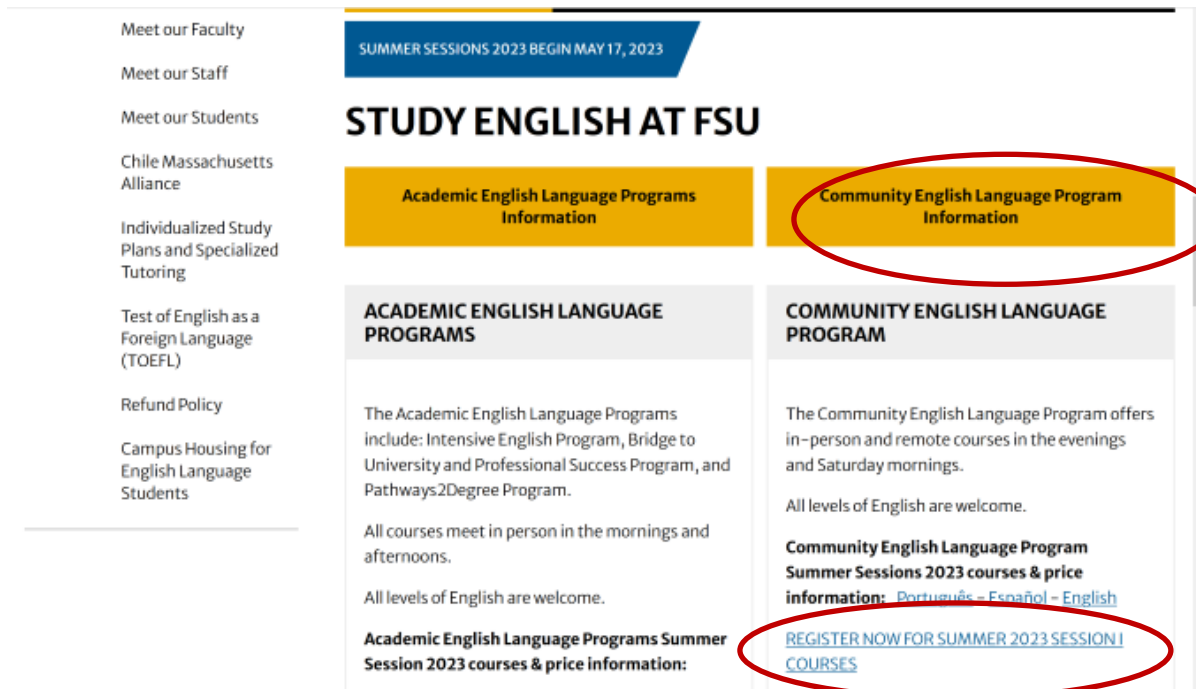 Meet our Faculty
Meet our Staff
Meet our Students
Chile Massachusetts
Alliance
Individualized Study
Plans and Specialized
Tutoring
Test of English as a
Foreign Language
(TOEFL)
Refund Policy
Campus Housing for
English Language
Students
SUMMER SESSIONS 2023 BEGIN MAY 17, 2023
STUDY ENGLISH AT FSU
Academic English Language Programs
Information
Community English Language Program
Information
ACADEMIC ENGLISH LANGUAGE
PROGRAMS
The Academic English Language Programs
include: Intensive English Program, Bridge to
University and Professional Success Program, and
Pathways2Degree Program.
All courses meet in person in the mornings and
afternoons.
All levels of English are welcome.
Academic English Language Programs Summer
Session 2023 courses & price information:
COMMUNITY ENGLISH LANGUAGE
PROGRAM
The Community English Language Program offers
in-person and remote courses in the evenings
and Saturday mornings.
All levels of English are welcome.
Community English Language Program
Summer Sessions 2023 courses & price
information: Português - Español - English
REGISTER NOW FOR SUMMER 2023 SESSION I
COURSES